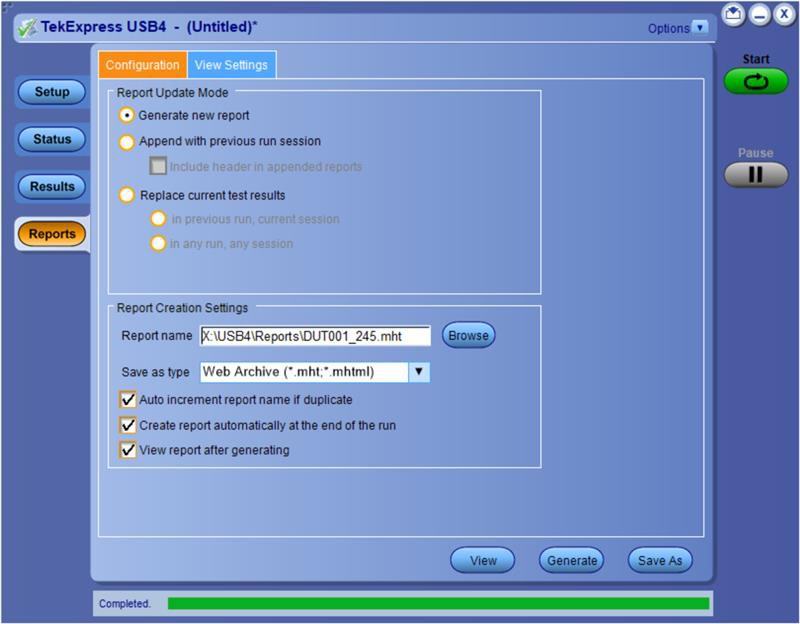 TekExpress USB4 - (Untitled)*
Options
X
Start
Pause
Setup
Status
Results
Reports
Configuration
View Settings
Report Update Mode
Generate new report
Append with previous run session
Include header in appended reports
Replace current test results
in previous run, current session
in any run, any session
Report Creation Settings
Report name X:\USB4\Reports\DUT001_245.mht Browse
Save as type Web Archive (*.mht;*.mhtml)
Auto increment report name if duplicate
Create report automatically at the end of the run
View report after generating
View Generate Save As
Completed.